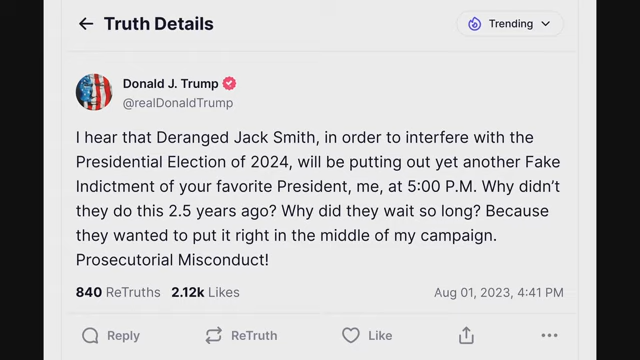 Truth Details
Trending
Donald J. Trump
@realDonaldTrump
I hear that Deranged Jack Smith, in order to interfere with the
Presidential Election of 2024, will be putting out yet another Fake
Indictment of your favorite President, me, at 5:00 P.M. Why didn't
they do this 2.5 years ago? Why did they wait so long? Because
they wanted to put it right in the middle of my campaign.
Prosecutorial Misconduct!
840 ReTruths 2.12k Likes
Aug 01, 2023, 4:41 PM
Reply
ReTruth
Like